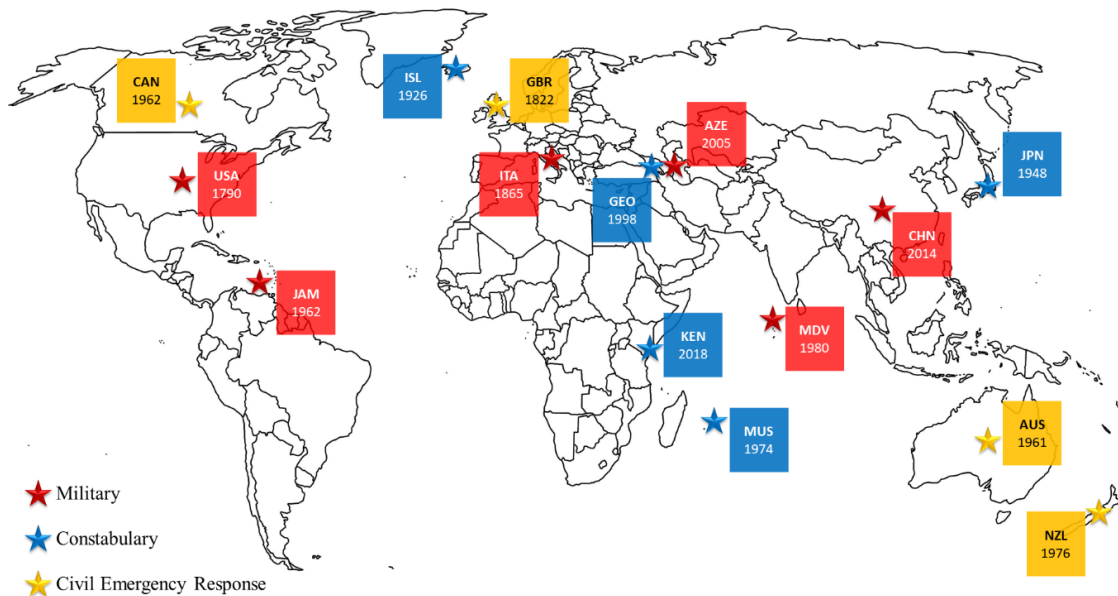 CAN
1962
ISL
1926
GBR
1822
AZE
2005
JPN
1948
USA
1790
ITA
1865
GEO
1998
CHN
2014
JAM
1962
KEN
2018
MDV
1980
MUS
1974
AUS
1961
NZL
1976
Military
Constabulary
Civil Emergency Response